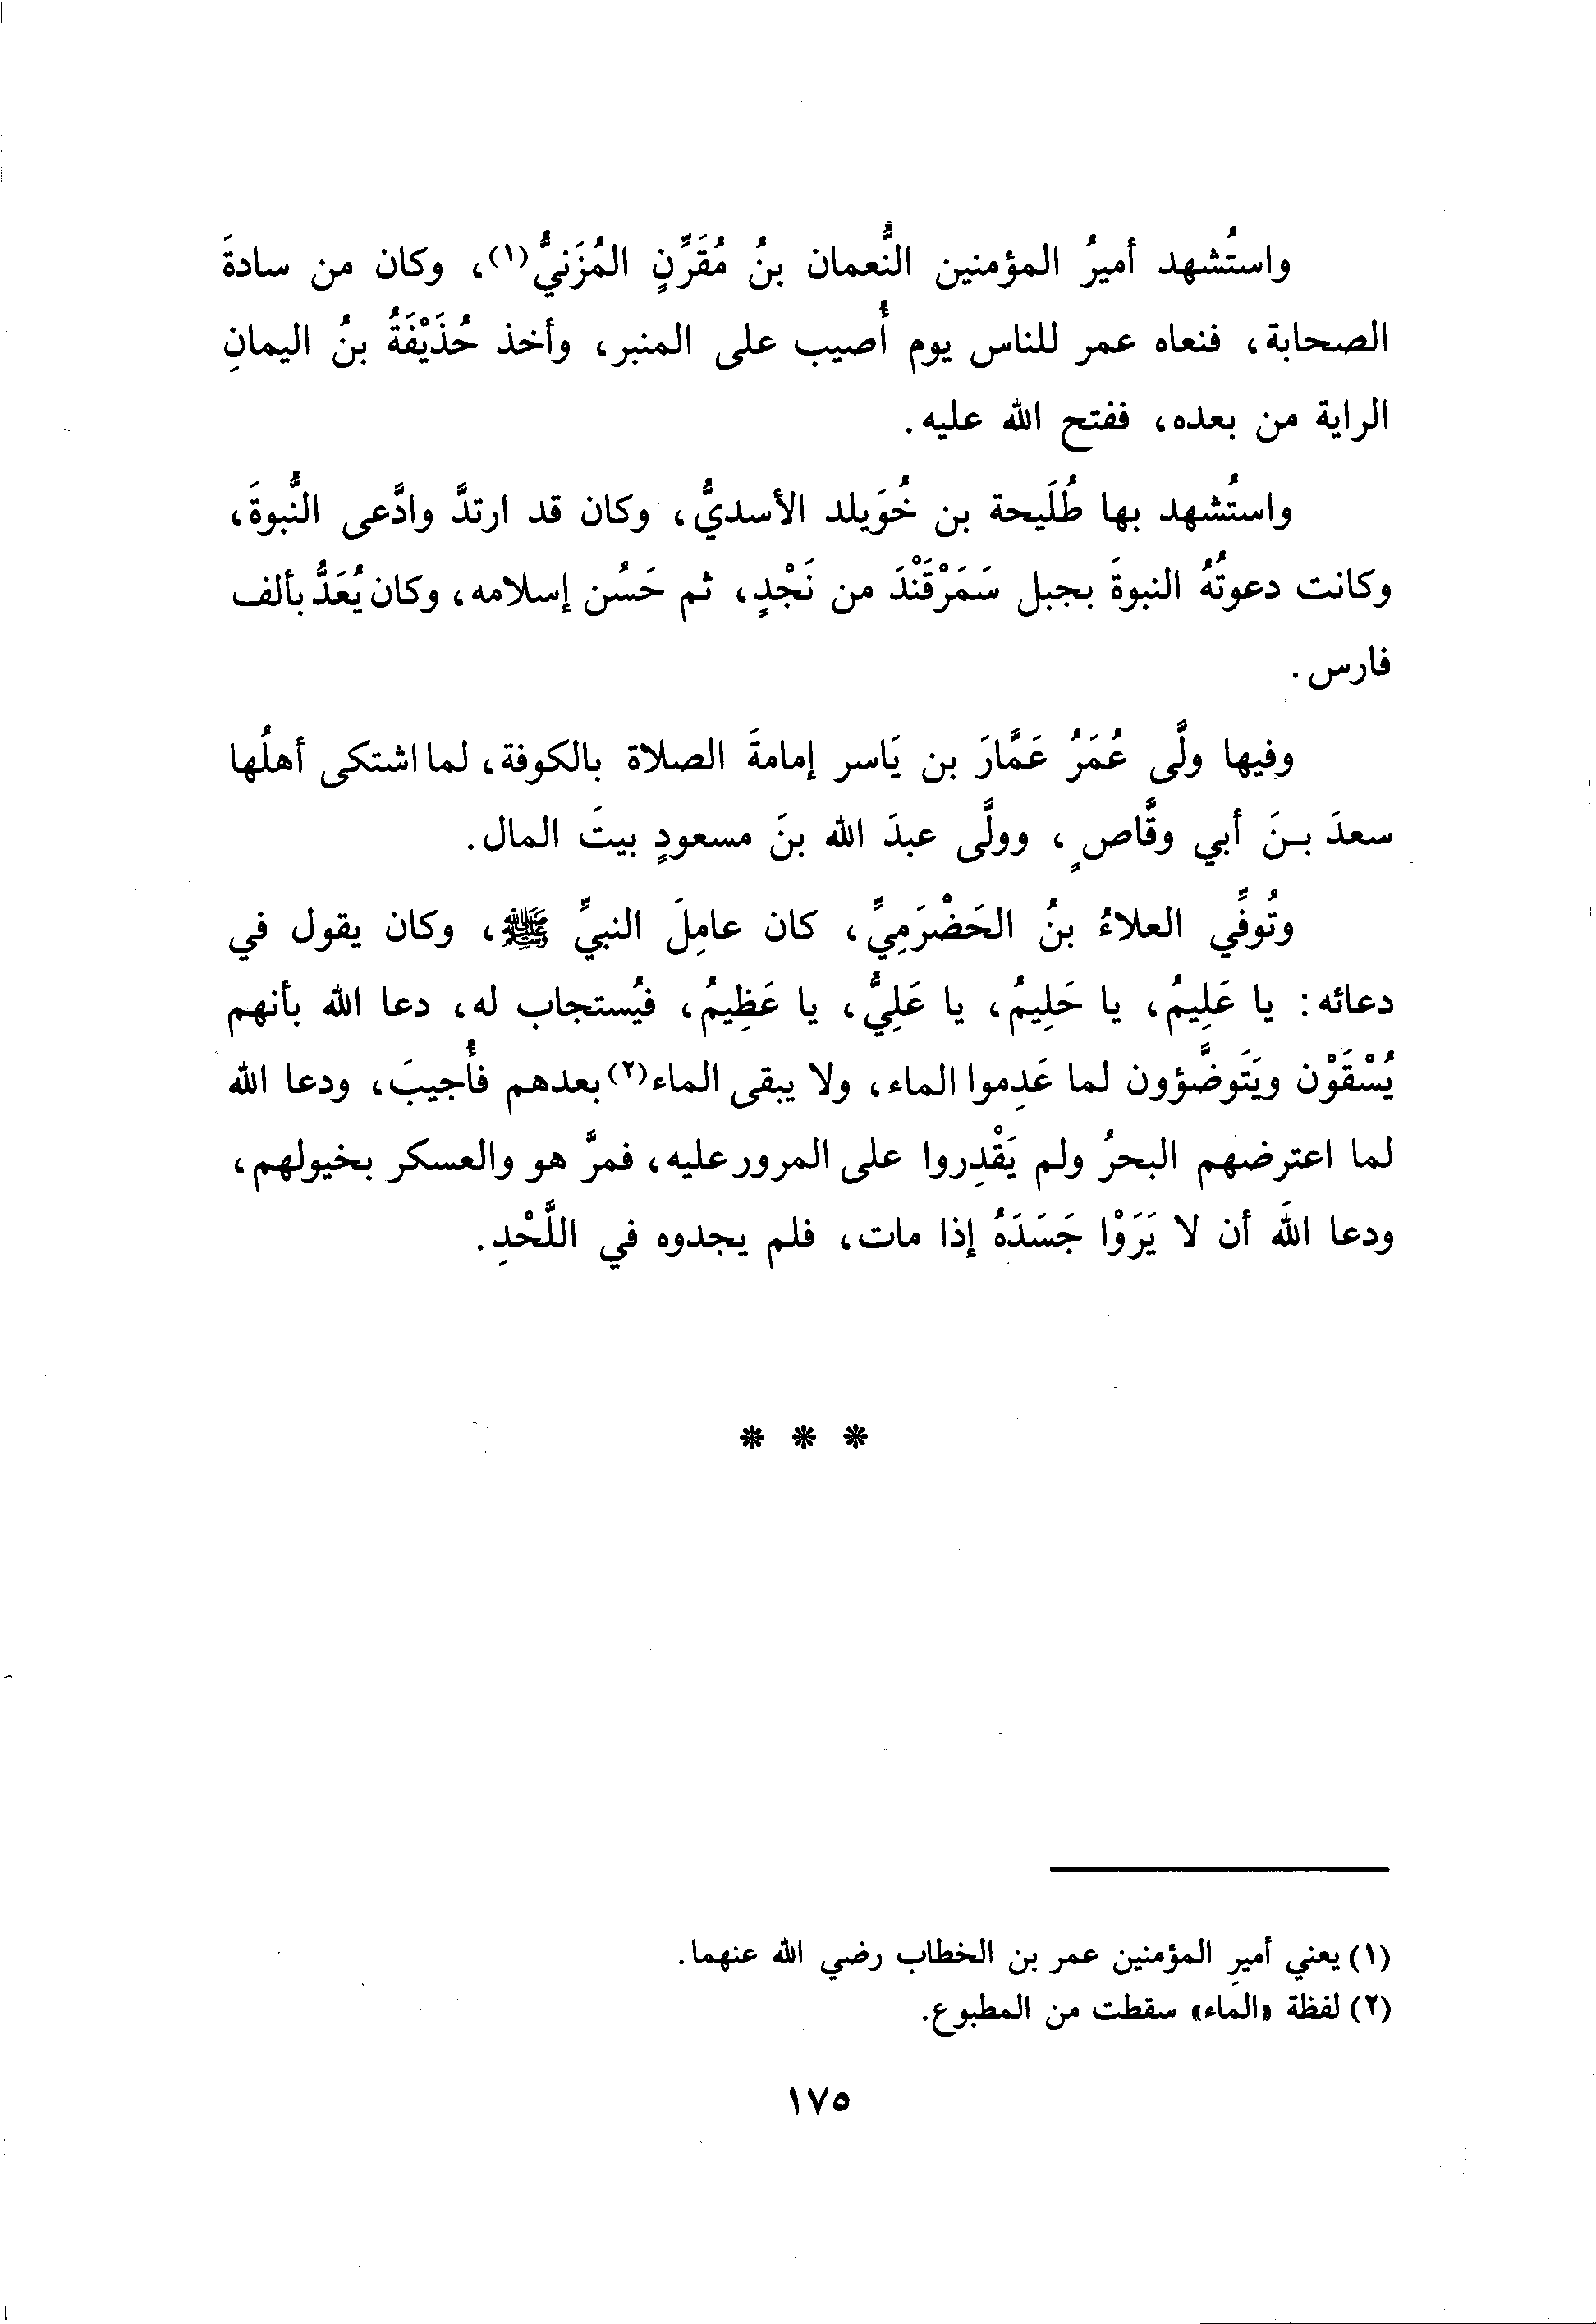 واستُشهد أميرُ المؤمنين النُّعمان بنُ مُقَرِّنٍ المُزَنيُّ(١)، وكان من سادةَ
الصحابة، فنعاه عمر للناس يوم أُصيب على المنبر، وأخذ حُذَيْفَةُ بنُ اليمانِ
الراية من بعده، ففتح الله عليه.
واستُشهد بها طُلَيحة بن خُوَيلد الأسديُّ، وكان قد ارتدَّ وادَّعى النُّبوةَ،
وكانت دعوتُهُ النبوةَ بجبل سَمَرْقَنْدَ من نَجْدٍ، ثم حَسُن إسلامه، وكان يُعَدُّ بألف
فارس.
وفيها ولَّى عُمَرُ عَمَّارَ بن يَاسر إمامةَ الصلاة بالكوفة، لما اشتكى أهلُها
سعدَ بـنَ أبي وقَّاصٍ، وولَّى عبدَ الله بنَ مسعودٍ بيتَ المال.
وتُوفِّي العلاءُ بنُ الحَضْرَمِيِّ، كان عامِلَ النبيِّ ﷺ، وكان يقول في
دعائه: يا عَلِيمُ، يا حَلِيمُ، يا عَلِيُّ، يا عَظِيمُ، فيُستجاب له، دعا الله بأنهم
يُسْقَوْن ويَتَوضَّؤون لما عَدِموا الماء، ولا يبقى الماء(٢) بعدهم فأُجيبَ، ودعا الله
لما اعترضهم البحرُ ولم يَقْدِروا على المرور عليه، فمرَّ هو والعسكر بخيولهم،
ودعا اللهَ أن لا يَرَوْا جَسَدَهُ إذا مات، فلم يجدوه في اللَّحْدِ.
* * *
(١) يعني أميرِ المؤمنين عمر بن الخطاب رضي الله عنهما.
(٢) لفظة «الماء» سقطت من المطبوع.
١٧٥